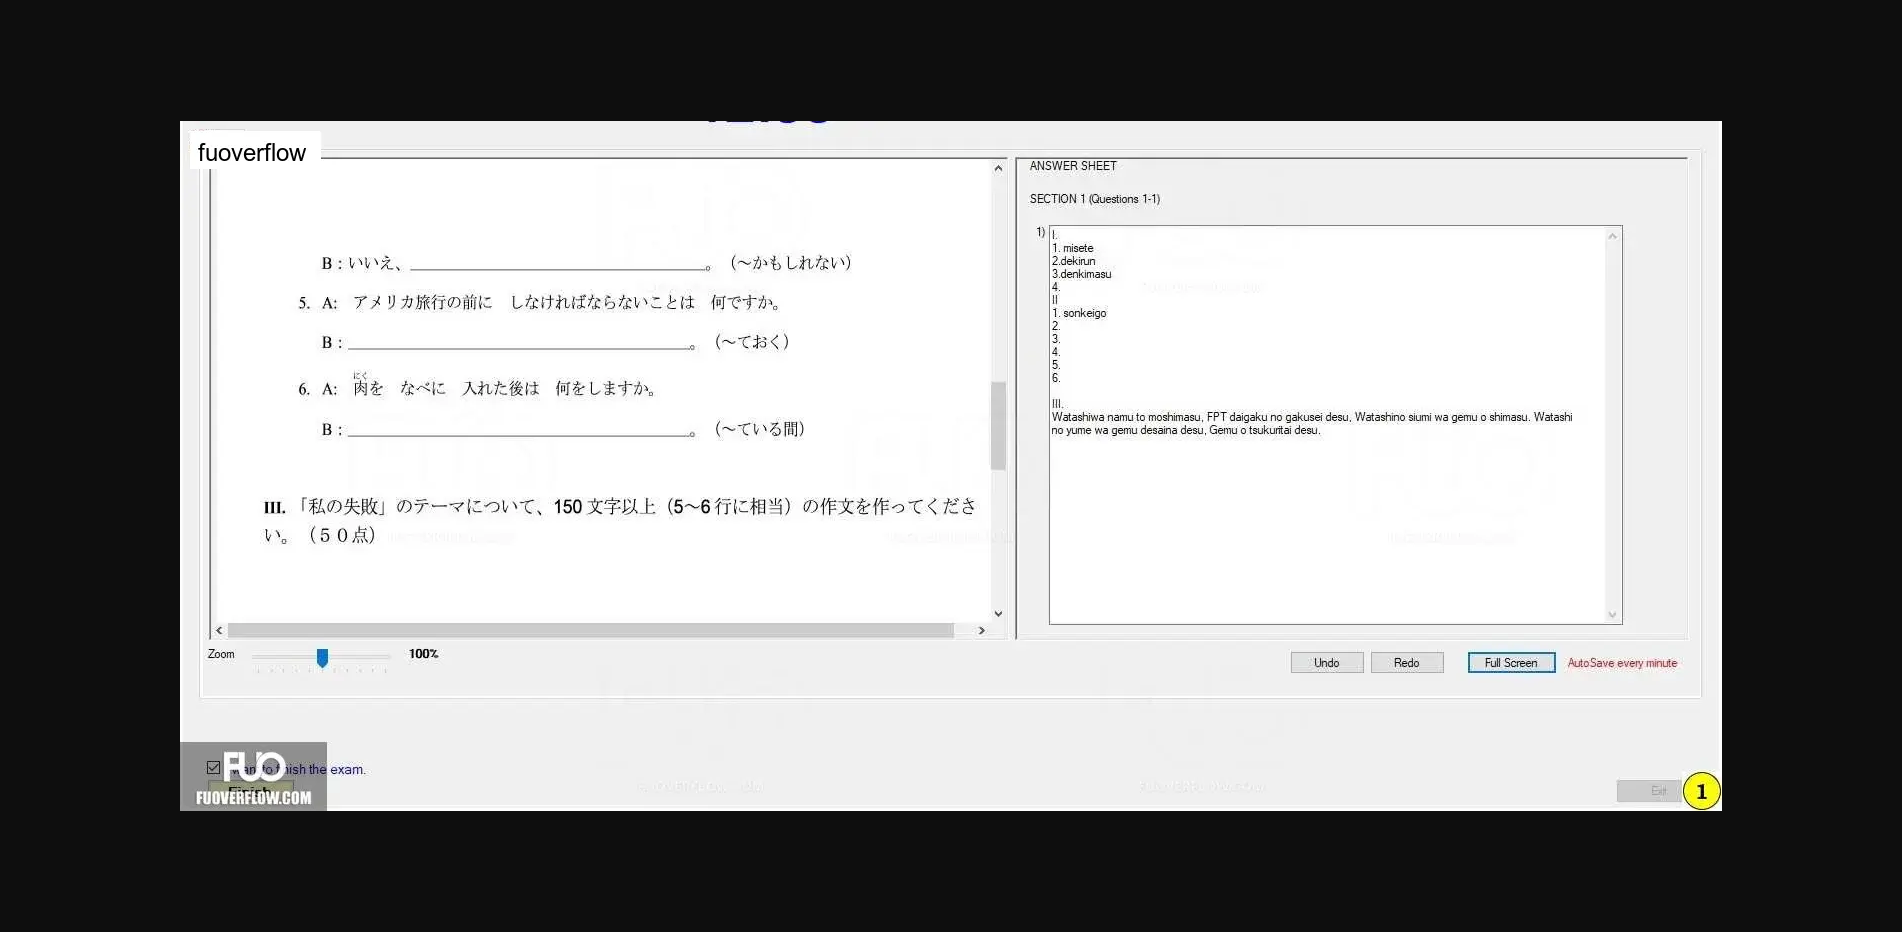 fuoverflow
B : いいえ、______。（～かもしれない）
5. A: アメリカ旅行の前に しなければならないことは 何ですか。
B : ______。（～ておく）
にく
6. A: 肉を なべに 入れた後は 何をしますか。
B : ______。（～ている間）
III. 「私の失敗」のテーマについて、150 文字以上（5～6 行に相当）の作文を作ってくださ
い。（５０点）
Zoom
100%
ANSWER SHEET
SECTION 1 (Questions 1-1)
1)
I.
1. misete
2.dekirun
3.denkimasu
4.
II
1. sonkeigo
2.
3.
4.
5.
6.
III.
Watashiwa namu to moshimasu, FPT daigaku no gakusei desu, Watashino siumi wa gemu o shimasu. Watashi
no yume wa gemu desaina desu, Gemu o tsukuritai desu.
Undo
Redo
Full Screen
AutoSave every minute
FUO
want to finish the exam.
Finish
FUOVERFLOW.COM
Exit
1